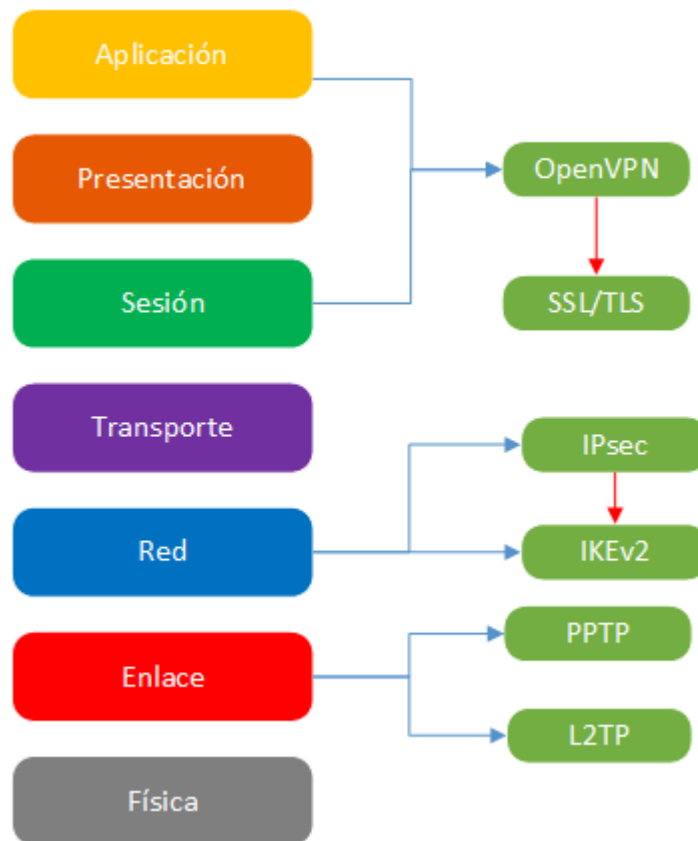 Aplicación
Presentación
OpenVPN
Sesión
SSL/TLS
Transporte
IPsec
Red
IKEv2
PPTP
Enlace
L2TP
Física